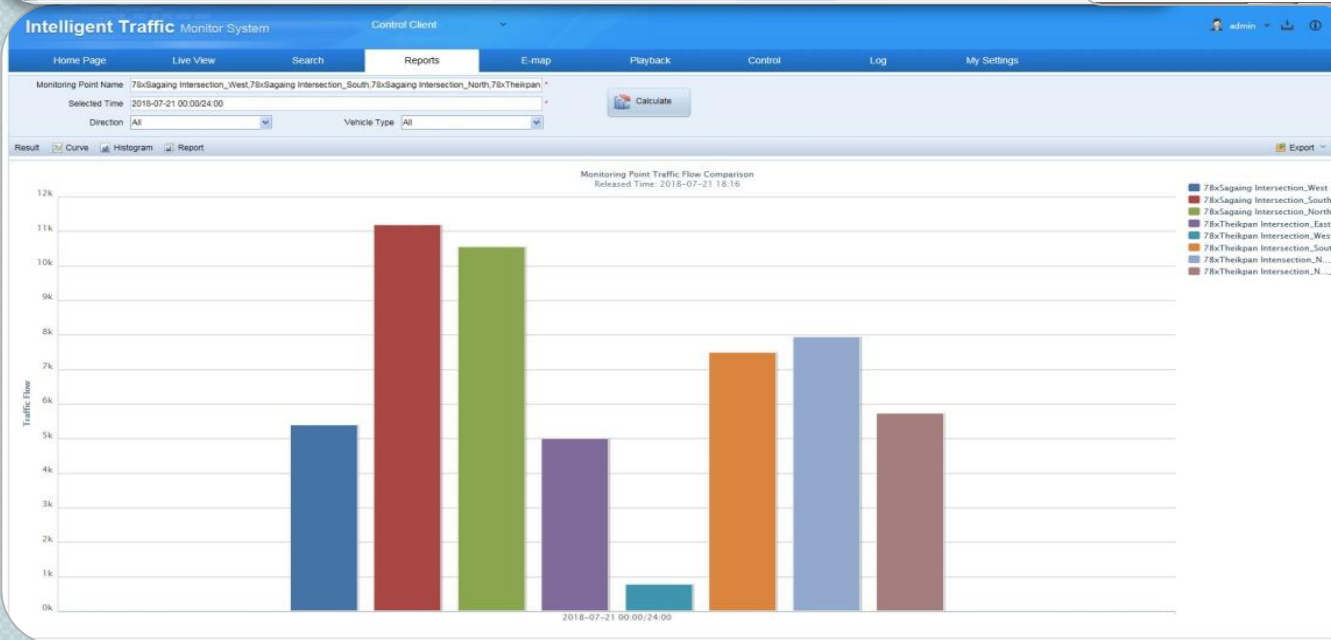 Intelligent Traffic Monitor System Control Client admin
Home Page Live View Search Reports E-map Playback Control Log My Settings
Monitoring Point Name 78xSagaing Intersection_West,78xSagaing Intersection_South,78xSagaing Intersection_North,78xTheikpan *
Selected Time 2018-07-21 00:00/24:00 *
Calculate
Direction All Vehicle Type All
Result Curve Histogram Report Export
Monitoring Point Traffic Flow Comparison
Released Time: 2018-07-21 18:16
12k
11k
10k
9k
8k
7k
6k
5k
4k
3k
2k
1k
0k
Traffic Flow
2018-07-21 00:00/24:00
78xSagaing Intersection_West
78xSagaing Intersection_South
78xSagaing Intersection_North
78xTheikpan Intersection_East
78xTheikpan Intersection_Wes
78xTheikpan Intersection_Sout
78xTheikpan Intensection_N...
78xTheikpan Intersection_N...